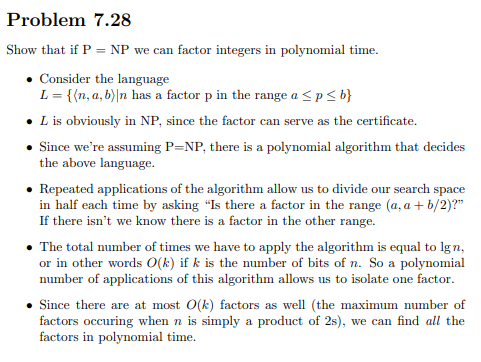 Problem 7.28
Show that if P = NP we can factor integers in polynomial time.
• Consider the language
L = {⟨n, a, b⟩|n has a factor p in the range a ≤ p ≤ b}
• L is obviously in NP, since the factor can serve as the certificate.
• Since we're assuming P=NP, there is a polynomial algorithm that decides
the above language.
• Repeated applications of the algorithm allow us to divide our search space
in half each time by asking "Is there a factor in the range (a, a + b/2)?"
If there isn't we know there is a factor in the other range.
• The total number of times we have to apply the algorithm is equal to lg n,
or in other words O(k) if k is the number of bits of n. So a polynomial
number of applications of this algorithm allows us to isolate one factor.
• Since there are at most O(k) factors as well (the maximum number of
factors occuring when n is simply a product of 2s), we can find all the
factors in polynomial time.